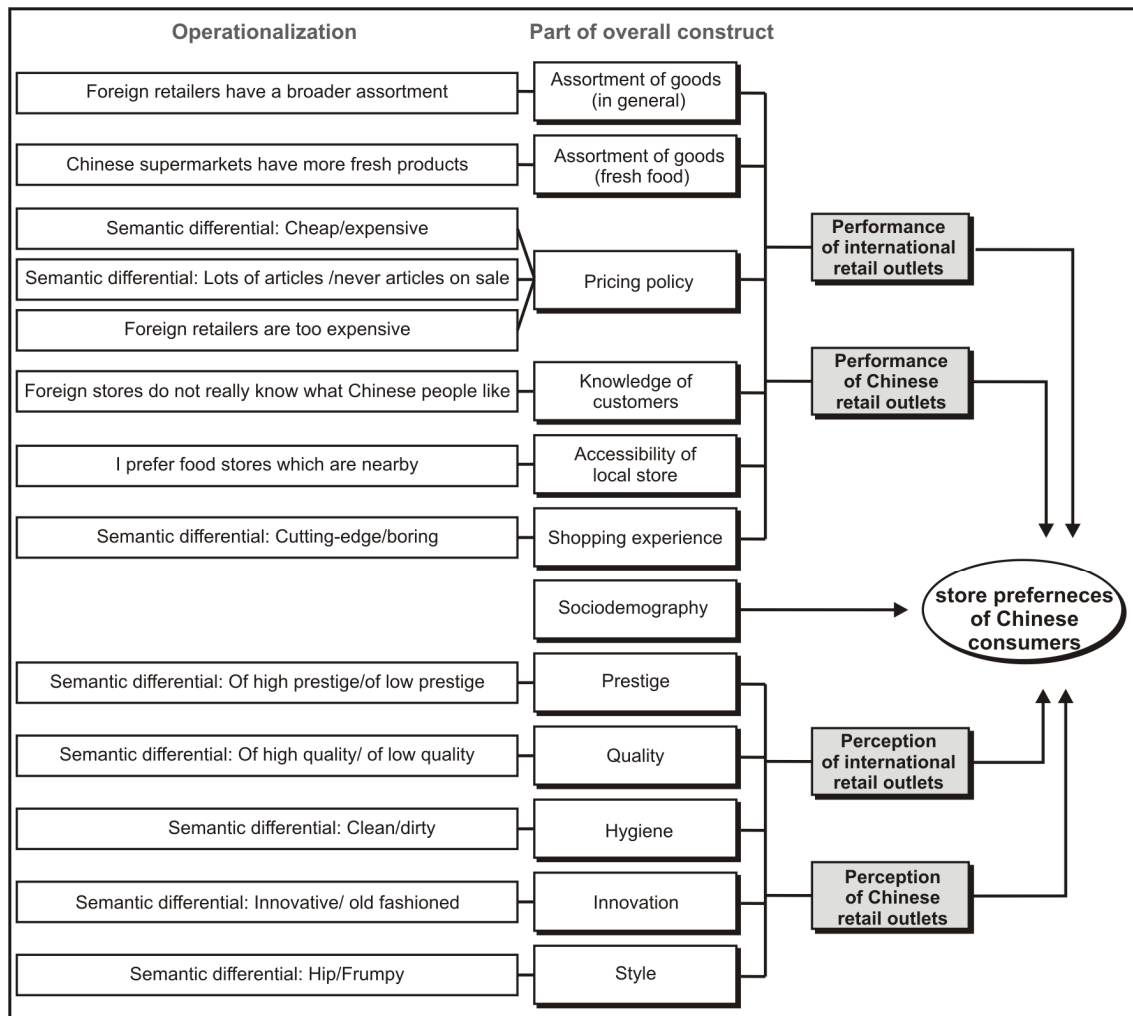 Operationalization
Part of overall construct
Foreign retailers have a broader assortment
Assortment of goods
(in general)
Chinese supermarkets have more fresh products
Assortment of goods
(fresh food)
Semantic differential: Cheap/expensive
Semantic differential: Lots of articles /never articles on sale
Foreign retailers are too expensive
Pricing policy
Foreign stores do not really know what Chinese people like
Knowledge of
customers
I prefer food stores which are nearby
Accessibility of
local store
Semantic differential: Cutting-edge/boring
Shopping experience
Performance
of international
retail outlets
Performance
of Chinese
retail outlets
Sociodemography
store preferneces
of Chinese
consumers
Semantic differential: Of high prestige/of low prestige
Prestige
Semantic differential: Of high quality/ of low quality
Quality
Semantic differential: Clean/dirty
Hygiene
Semantic differential: Innovative/ old fashioned
Innovation
Semantic differential: Hip/Frumpy
Style
Perception
of international
retail outlets
Perception
of Chinese
retail outlets